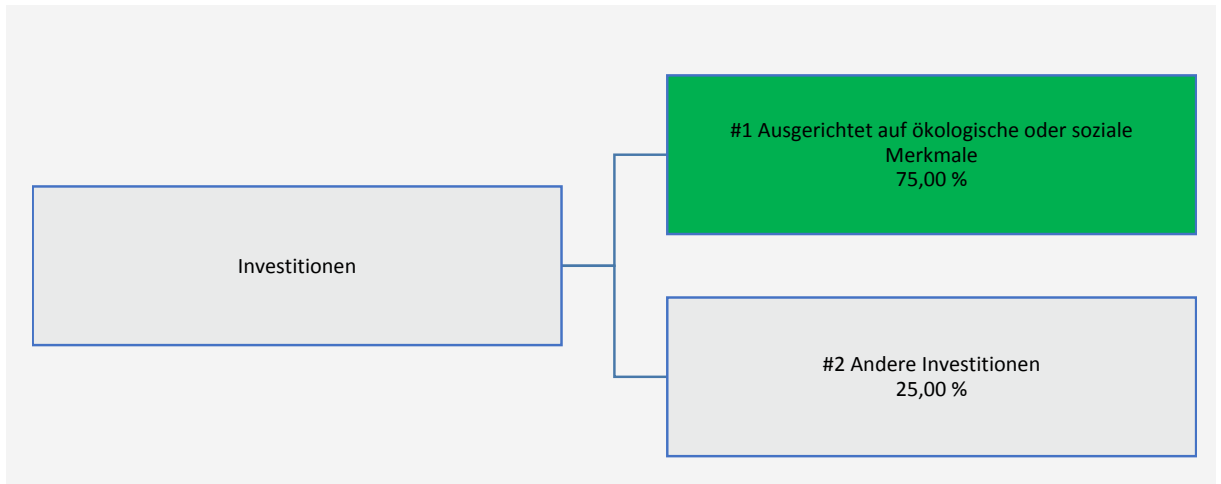 Investitionen
#1 Ausgerichtet auf ökologische oder soziale
Merkmale
75,00 %
#2 Andere Investitionen
25,00 %